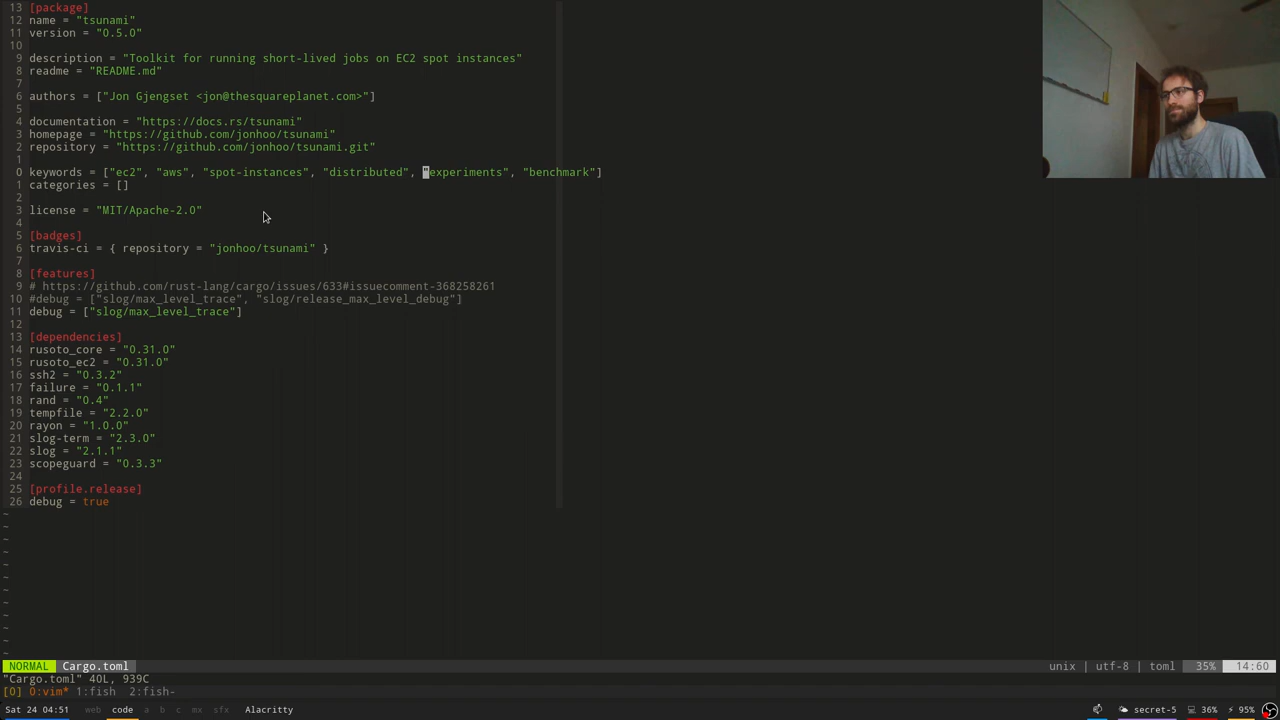 13 [package]
12 name = "tsunami"
11 version = "0.5.0"
10
9 description = "Toolkit for running short-lived jobs on EC2 spot instances"
8 readme = "README.md"
7
6 authors = ["Jon Gjengset <jon@thesquareplanet.com>"]
5
4 documentation = "https://docs.rs/tsunami"
3 homepage = "https://github.com/jonhoo/tsunami"
2 repository = "https://github.com/jonhoo/tsunami.git"
1
0 keywords = ["ec2", "aws", "spot-instances", "distributed", "experiments", "benchmark"]
1 categories = []
2
3 license = "MIT/Apache-2.0"
4
5 [badges]
6 travis-ci = { repository = "jonhoo/tsunami" }
7
8 [features]
9 # https://github.com/rust-lang/cargo/issues/633#issuecomment-368258261
10 #debug = ["slog/max_level_trace", "slog/release_max_level_debug"]
11 debug = ["slog/max_level_trace"]
12
13 [dependencies]
14 rusoto_core = "0.31.0"
15 rusoto_ec2 = "0.31.0"
16 ssh2 = "0.3.2"
17 failure = "0.1.1"
18 rand = "0.4"
19 tempfile = "2.2.0"
20 rayon = "1.0.0"
21 slog-term = "2.3.0"
22 slog = "2.1.1"
23 scopeguard = "0.3.3"
24
25 [profile.release]
26 debug = true
~
~
~
~
~
~
~
~
~
~
~
~
NORMAL Cargo.toml unix | utf-8 | toml 35% 14:60
"Cargo.toml" 40L, 939C
[0] 0:vim* 1:fish 2:fish-
Sat 24 04:51 web code a b c mx sfx Alacritty secret-5 36% 95%